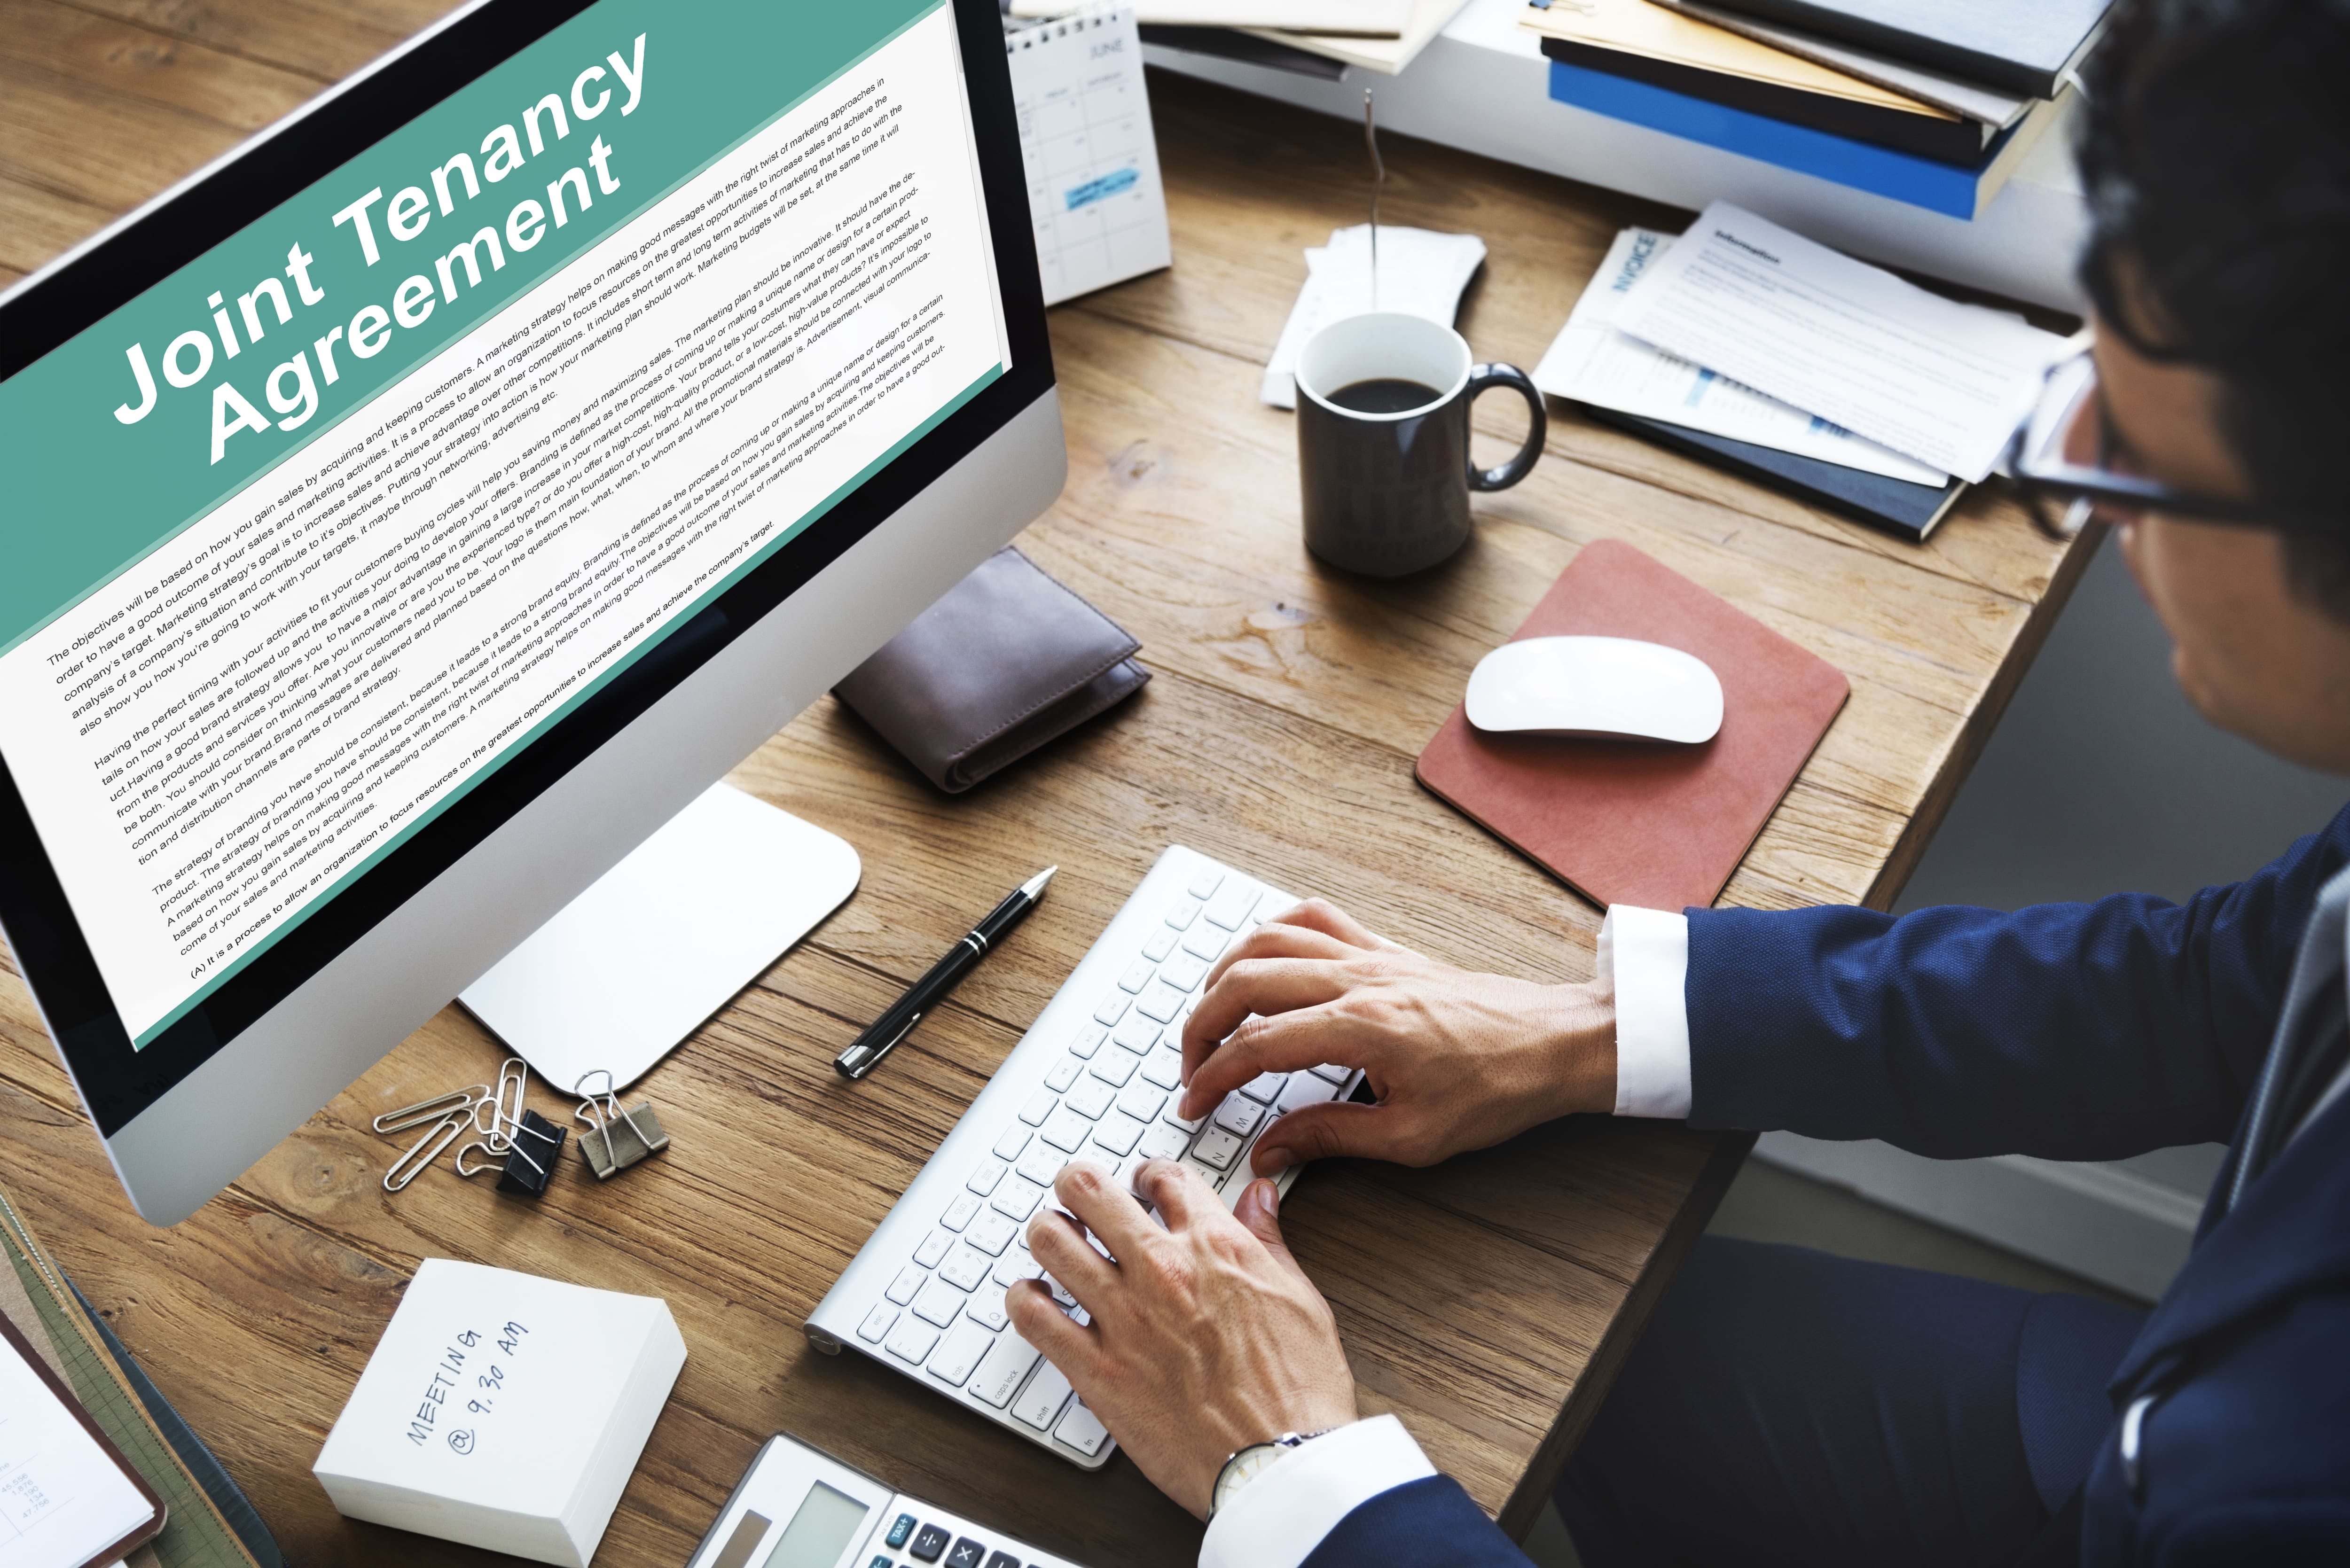 Joint Tenancy
Agreement
The objectives will be based on how you gain sales by acquiring and keeping customers. A marketing strategy helps on making good messages with the right twist of marketing approaches in
order to have a good outcome of your sales and marketing activities. It is a process to allow an organization to focus resources on the greatest opportunities to increase sales and achieve the
company's target. Marketing strategy's goal is to increase sales and achieve advantage over other competitions. It includes short term and long term activities of marketing that has to do with the
analysis of a company's situation and contribute to it's objectives. Putting your strategy into action is how your marketing plan should work. Marketing budgets will be set, at the same time it will
also show you how you're going to work with your targets, it maybe through networking, advertising etc.
Having the perfect timing with your activities to fit your customers buying cycles will help you saving money and maximizing sales. The marketing plan should be innovative. It should have the de-
tails on how your sales are followed up and the activities your doing to develop your offers. Branding is defined as the process of coming up or making a unique name or design for a certain prod-
uct.Having a good brand strategy allows you to have a major advantage in gaining a large increase in your market competitions. Your brand tells your costumers what they can have or expect
from the products and services you offer. Are you innovative or are you the experienced type? or do you offer a high-cost, high-quality product, or a low-cost, high-value products? It's impossible to
be both. You should consider on thinking what your customers need you to be. Your logo is them main foundation of your brand. All the promotional materials should be connected with your logo to
communicate with your brand.Brand messages are delivered and planned based on the questions how, what, when, to whom and where your brand strategy is. Advertisement, visual communica-
tion and distribution channels are parts of brand strategy.
The strategy of branding you have should be consistent, because it leads to a strong brand equity. Branding is defined as the process of coming up or making a unique name or design for a certain
product. The strategy of branding you have should be consistent, because it leads to a strong brand equity.The objectives will be based on how you gain sales by acquiring and keeping customers.
A marketing strategy helps on making good messages with the right twist of marketing approaches in order to have a good outcome of your sales and marketing activities.The objectives will be
based on how you gain sales by acquiring and keeping customers. A marketing strategy helps on making good messages with the right twist of marketing approaches in order to have a good out-
come of your sales and marketing activities.
(A) It is a process to allow an organization to focus resources on the greatest opportunities to increase sales and achieve the company's target.
JUNE
INVOICE
Information
MEETING
@ 9.30 AM
esc
tab
caps lock
shift
fn
Q
N
M
H
TAX+
÷
×